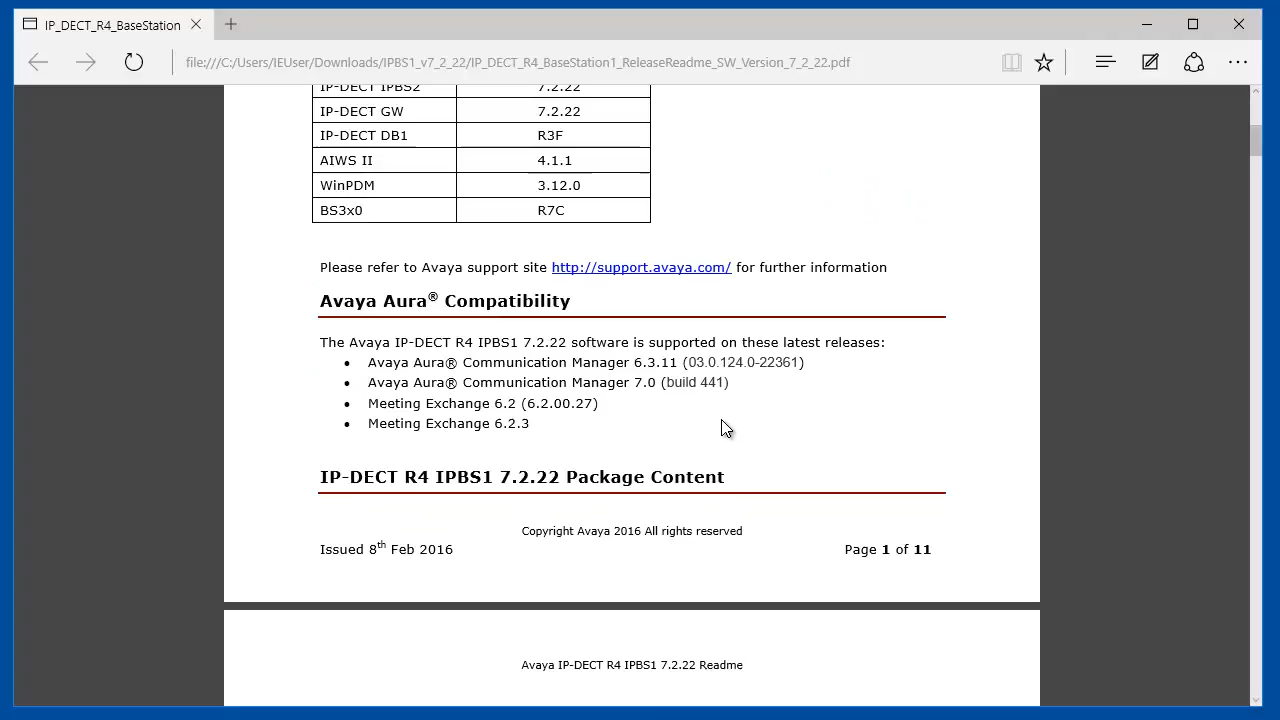 IP_DECT_R4_BaseStation
file:///C:/Users/IEUser/Downloads/IPBS1_v7_2_22/IP_DECT_R4_BaseStation1_ReleaseReadme_SW_Version_7_2_22.pdf
IP-DECT IPBS2 7.2.22
IP-DECT GW 7.2.22
IP-DECT DB1 R3F
AIWS II 4.1.1
WinPDM 3.12.0
BS3x0 R7C
Please refer to Avaya support site http://support.avaya.com/ for further information
Avaya Aura® Compatibility
The Avaya IP-DECT R4 IPBS1 7.2.22 software is supported on these latest releases:
• Avaya Aura® Communication Manager 6.3.11 (03.0.124.0-22361)
• Avaya Aura® Communication Manager 7.0 (build 441)
• Meeting Exchange 6.2 (6.2.00.27)
• Meeting Exchange 6.2.3
IP-DECT R4 IPBS1 7.2.22 Package Content
Copyright Avaya 2016 All rights reserved
Issued 8th Feb 2016 Page 1 of 11
Avaya IP-DECT R4 IPBS1 7.2.22 Readme